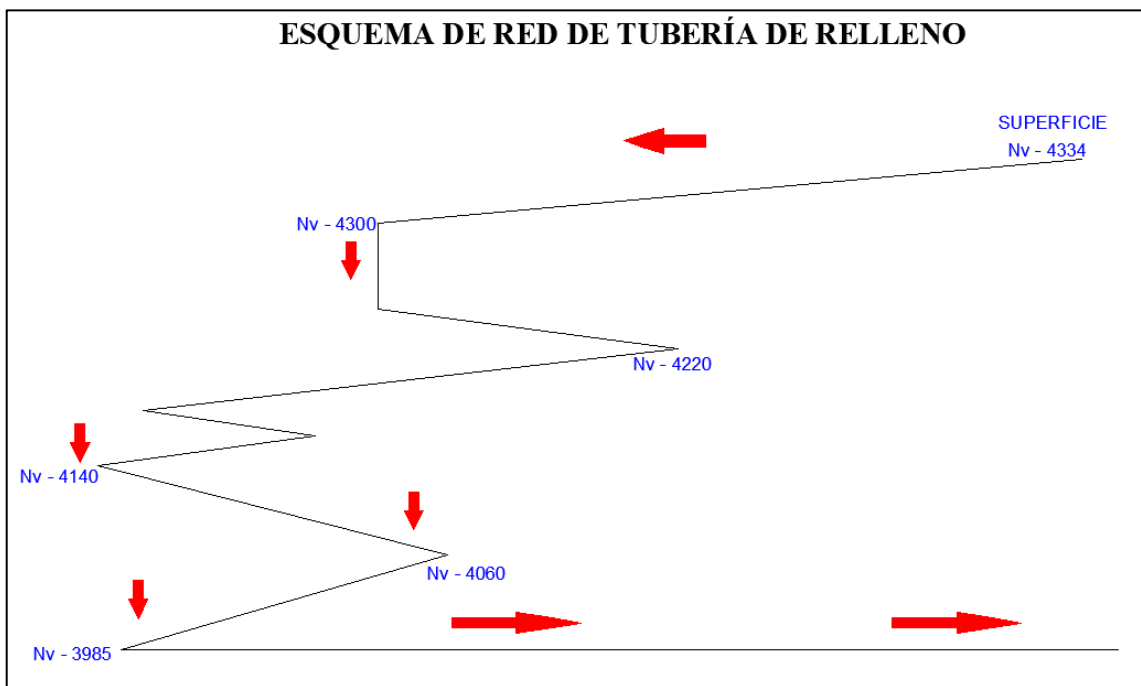 ESQUEMA DE RED DE TUBERÍA DE RELLENO
SUPERFICIE
Nv - 4334
Nv - 4300
Nv - 4220
Nv - 4140
Nv - 4060
Nv - 3985